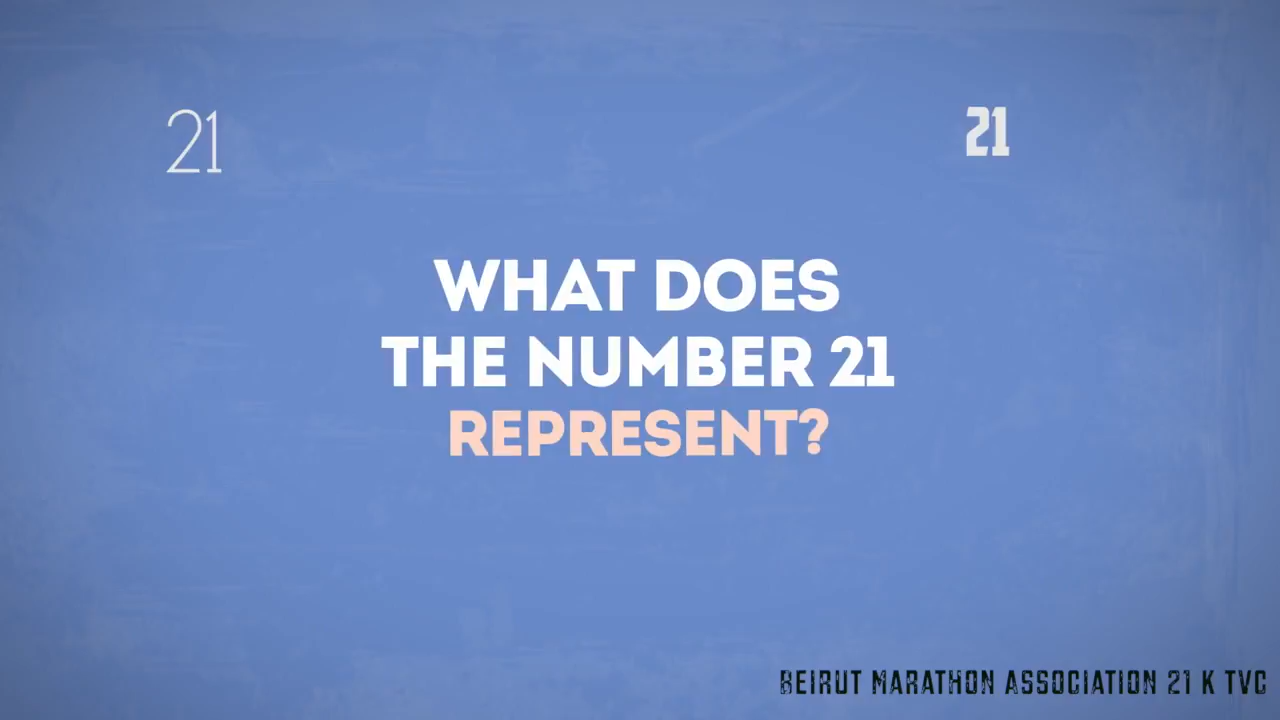 21
21
WHAT DOES
THE NUMBER 21
REPRESENT?
BEIRUT MARATHON ASSOCIATION 21 K TVC